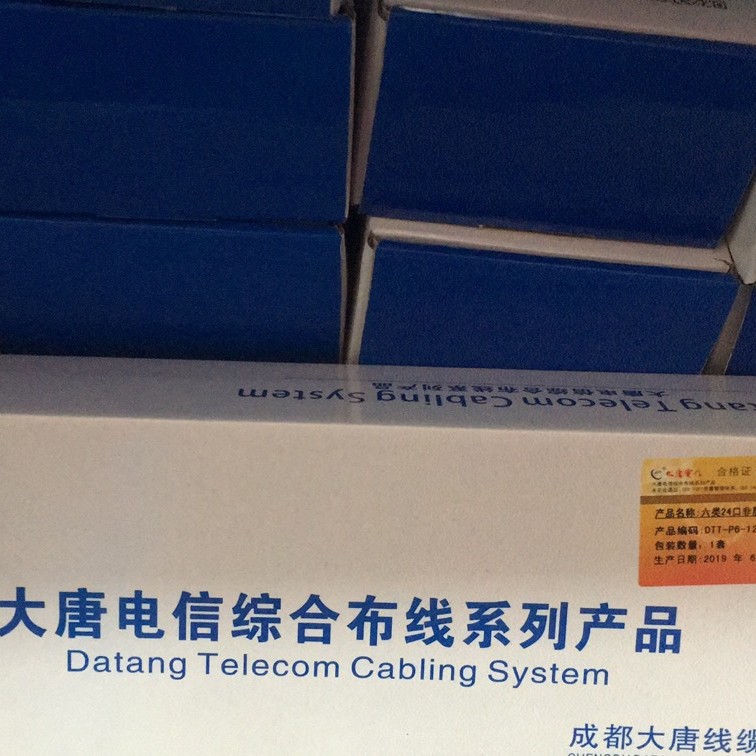 tang Telecom Cabling System
大唐电信综合布线系列产品
合格证
产品名称:六类24口非屏
产品编码:DTT-P6-12
包装数量:1套
生产日期:2019 年 6
大唐电信综合布线系列产品
Datang Telecom Cabling System
成都大唐线缆